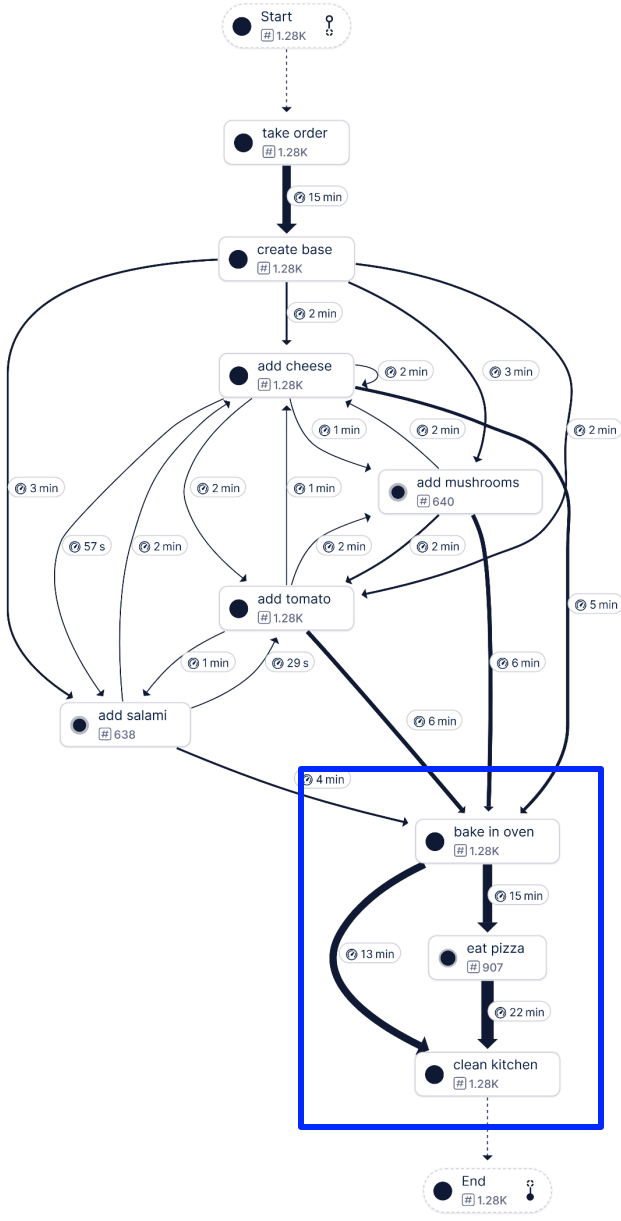 Start
# 1.28K
take order
# 1.28K
15 min
create base
# 1.28K
2 min
add cheese
# 1.28K
2 min
3 min
1 min
2 min
2 min
add mushrooms
# 640
3 min
2 min
1 min
57 s
2 min
2 min
2 min
add tomato
# 1.28K
5 min
1 min
29 s
6 min
add salami
# 638
6 min
4 min
bake in oven
# 1.28K
15 min
eat pizza
# 907
13 min
22 min
clean kitchen
# 1.28K
End
# 1.28K